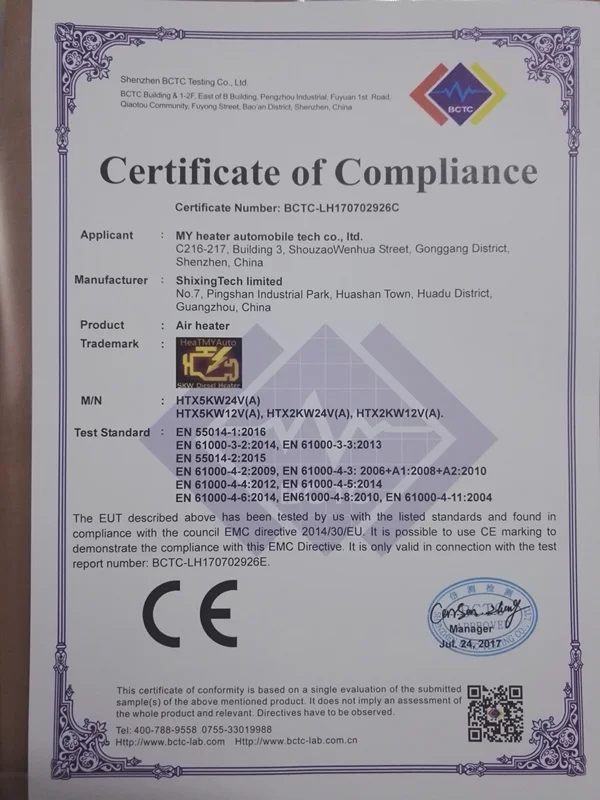 Shenzhen BCTC Testing Co., Ltd.
BCTC Building & 1-2F, East of B Building, Pengzhou Industrial, Fuyuan 1st Road,
Qiaotou Community, Fuyong Street, Bao'an District, Shenzhen, China
BCTC
Certificate of Compliance
Certificate Number: BCTC-LH170702926C
Applicant : MY heater automobile tech co., ltd.
C216-217, Building 3, ShouzaoWenhua Street, Gonggang District,
Shenzhen, China
Manufacturer : ShixingTech limited
No.7, Pingshan Industrial Park, Huashan Town, Huadu District,
Guangzhou, China
Product : Air heater
Trademark :
HeaTMYAuto
5KW Diesel Heater
M/N : HTX5KW24V(A)
HTX5KW12V(A), HTX2KW24V(A), HTX2KW12V(A).
Test Standard : EN 55014-1:2016
EN 61000-3-2:2014, EN 61000-3-3:2013
EN 55014-2:2015
EN 61000-4-2:2009, EN 61000-4-3: 2006+A1:2008+A2:2010
EN 61000-4-4:2012, EN 61000-4-5:2014
EN 61000-4-6:2014, EN61000-4-8:2010, EN 61000-4-11:2004
The EUT described above has been tested by us with the listed standards and found in
compliance with the council EMC directive 2014/30/EU. It is possible to use CE marking to
demonstrate the compliance with this EMC Directive. It is only valid in connection with the test
report number: BCTC-LH170702926E.
CE
Manager
Jul. 24, 2017
This certificate of conformity is based on a single evaluation of the submitted
sample(s) of the above mentioned product. It does not imply an assessment of
the whole product and relevant. Directives have to be observed.
Tel: 400-788-9558 0755-33019988
Http://www.bctc-lab.com Http://www.bctc-lab.com.cn